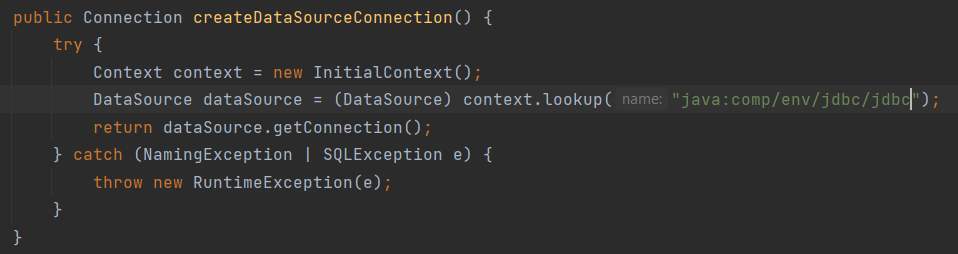 public Connection createDataSourceConnection() {
    try {
        Context context = new InitialContext();
        DataSource dataSource = (DataSource) context.lookup( name: "java:comp/env/jdbc/jdbc");
        return dataSource.getConnection();
    } catch (NamingException | SQLException e) {
        throw new RuntimeException(e);
    }
}